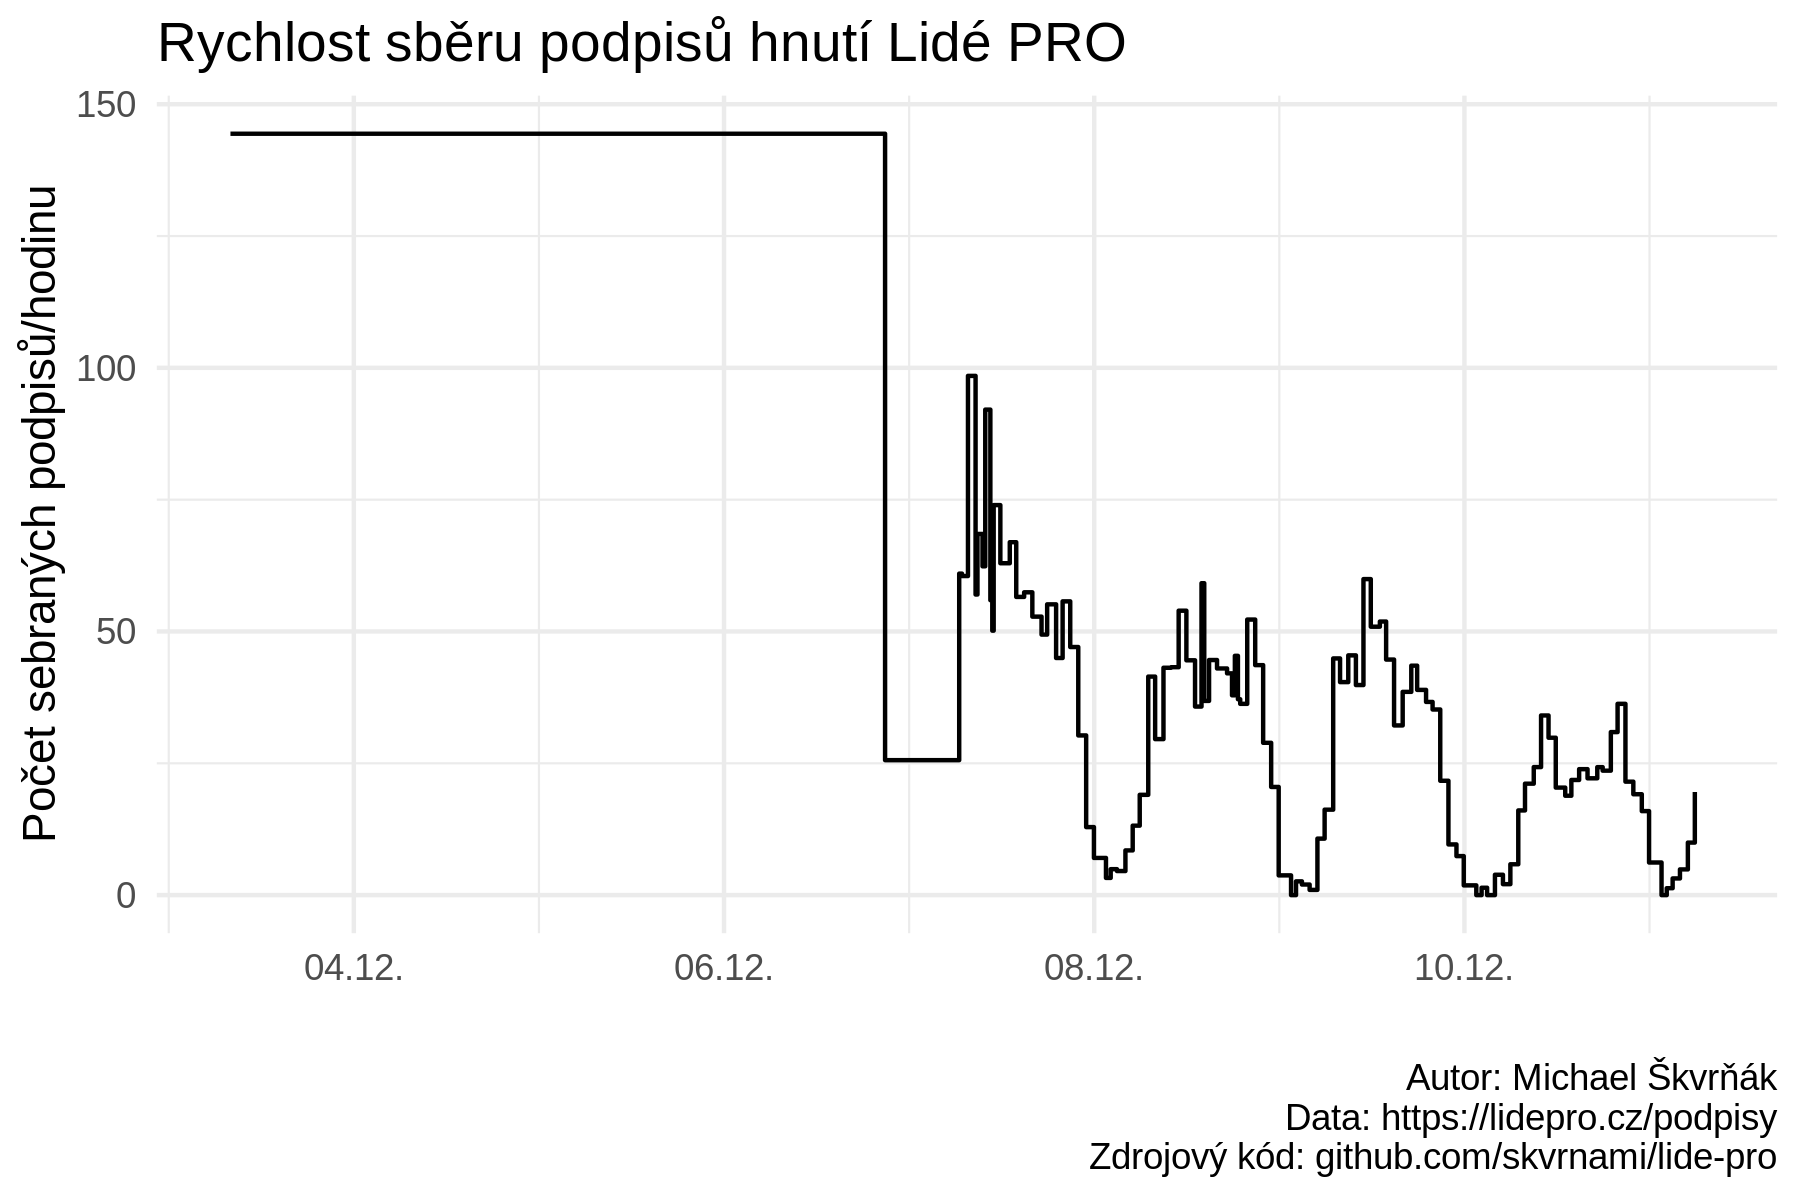 Rychlost sběru podpisů hnutí Lidé PRO
Počet sebraných podpisů/hodinu
150
100
50
0
04.12.
06.12.
08.12.
10.12.
Autor: Michael Škvrňák
Data: https://lidepro.cz/podpisy
Zdrojový kód: github.com/skvrnami/lide-pro